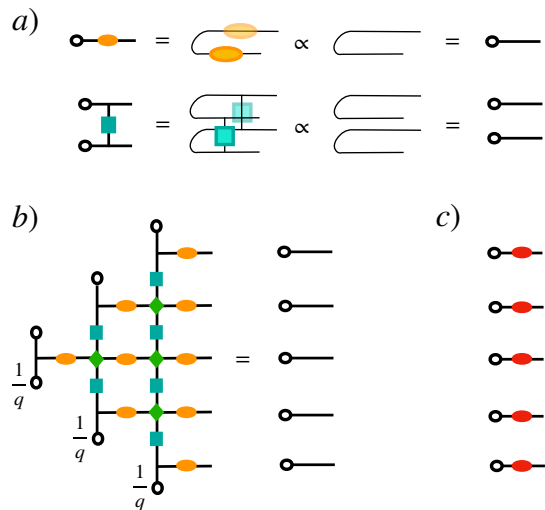 a)
= ∝ =
= ∝ =
b) c)
=
1/q
1/q
1/q